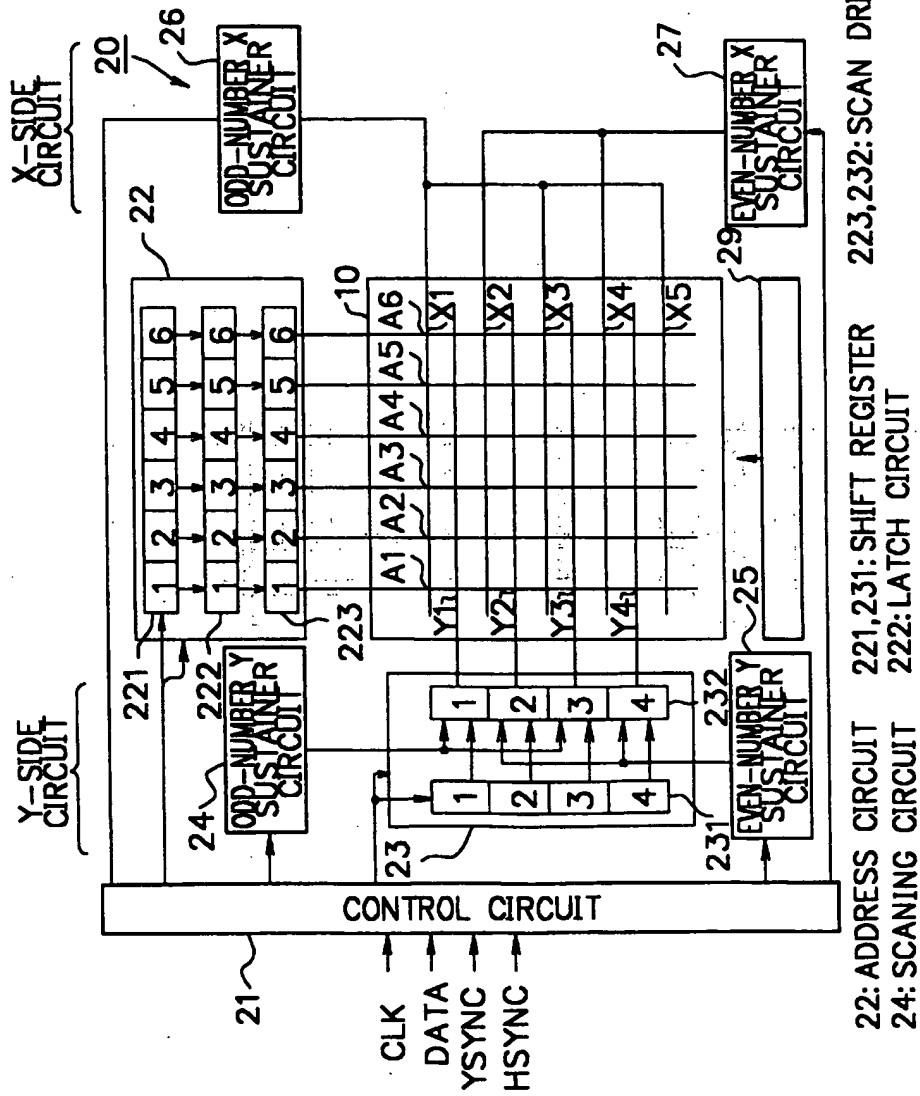 Y-SIDE
CIRCUIT
X-SIDE
CIRCUIT
20
26
ODD-NUMBER X
SUSTAINER
CIRCUIT
22
221
1 2 3 4 5 6
222
1 2 3 4 5 6
223
1 2 3 4 5 6
24
ODD-NUMBER Y
SUSTAINER
CIRCUIT
10
A1 A2 A3 A4 A5 A6
21
CONTROL CIRCUIT
CLK
DATA
YSYNC
HSYNC
23
231
1
2
3
4
232
1
2
3
4
Y1
Y2
Y3
Y4
X1
X2
X3
X4
X5
25
EVEN-NUMBER Y
SUSTAINER
CIRCUIT
29
27
EVEN-NUMBER X
SUSTAINER
CIRCUIT
22: ADDRESS CIRCUIT
24: SCANING CIRCUIT
221,231: SHIFT REGISTER
222: LATCH CIRCUIT
223,232: SCAN